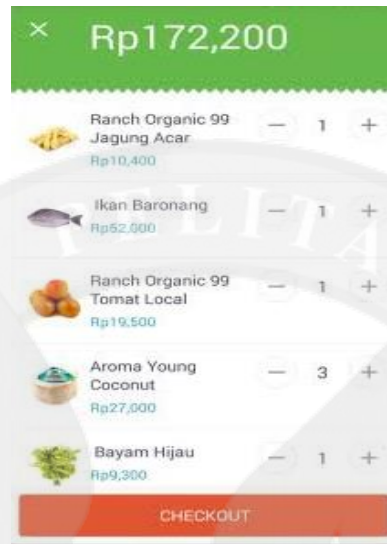 ×
Rp172,200
Ranch Organic 99
Jagung Acar
Rp10,400
— 1 +
Ikan Baronang
Rp52,000
— 1 +
Ranch Organic 99
Tomat Local
Rp19,500
— 1 +
Aroma Young
Coconut
Rp27,000
— 3 +
Bayam Hijau
Rp9,300
— 1 +
CHECKOUT
PELITA